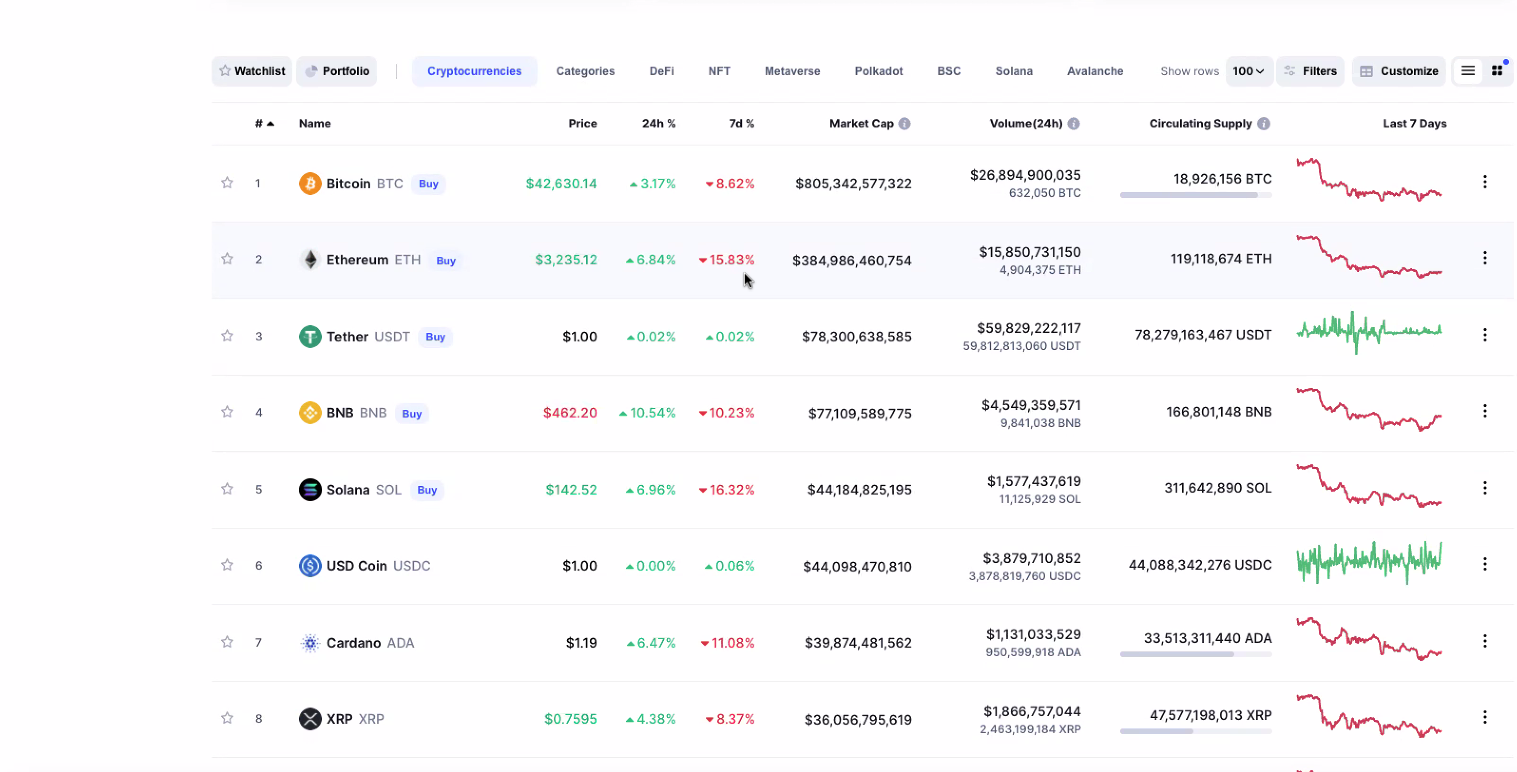 Watchlist Portfolio Cryptocurrencies Categories DeFi NFT Metaverse Polkadot BSC Solana Avalanche Show rows 100 Filters Customize
# Name Price 24h % 7d % Market Cap Volume(24h) Circulating Supply Last 7 Days
1 Bitcoin BTC Buy $42,630.14 3.17% 8.62% $805,342,577,322 $26,894,900,035 18,926,156 BTC
632,050 BTC
2 Ethereum ETH Buy $3,235.12 6.84% 15.83% $384,986,460,754 $15,850,731,150 119,118,674 ETH
4,904,375 ETH
3 Tether USDT Buy $1.00 0.02% 0.02% $78,300,638,585 $59,829,222,117 78,279,163,467 USDT
59,812,813,060 USDT
4 BNB BNB Buy $462.20 10.54% 10.23% $77,109,589,775 $4,549,359,571 166,801,148 BNB
9,841,038 BNB
5 Solana SOL Buy $142.52 6.96% 16.32% $44,184,825,195 $1,577,437,619 311,642,890 SOL
11,125,929 SOL
6 USD Coin USDC $1.00 0.00% 0.06% $44,098,470,810 $3,879,710,852 44,088,342,276 USDC
3,878,819,760 USDC
7 Cardano ADA $1.19 6.47% 11.08% $39,874,481,562 $1,131,033,529 33,513,311,440 ADA
950,599,918 ADA
8 XRP XRP $0.7595 4.38% 8.37% $36,056,795,619 $1,866,757,044 47,577,198,013 XRP
2,463,199,184 XRP